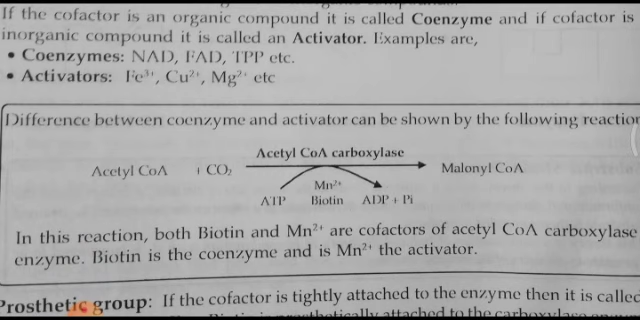 If the cofactor is an organic compound it is called Coenzyme and if cofactor is
inorganic compound it is called an Activator. Examples are,
• Coenzymes: NAD, FAD, TPP etc.
• Activators: Fe³⁺, Cu²⁺, Mg²⁺ etc
Difference between coenzyme and activator can be shown by the following reaction
Acetyl CoA carboxylase
Acetyl CoA + CO₂ Malonyl CoA
Mn²⁺
ATP Biotin ADP + Pi
In this reaction, both Biotin and Mn²⁺ are cofactors of acetyl CoA carboxylase
enzyme. Biotin is the coenzyme and is Mn²⁺ the activator.
Prosthetic group: If the cofactor is tightly attached to the enzyme then it is called
attached to the